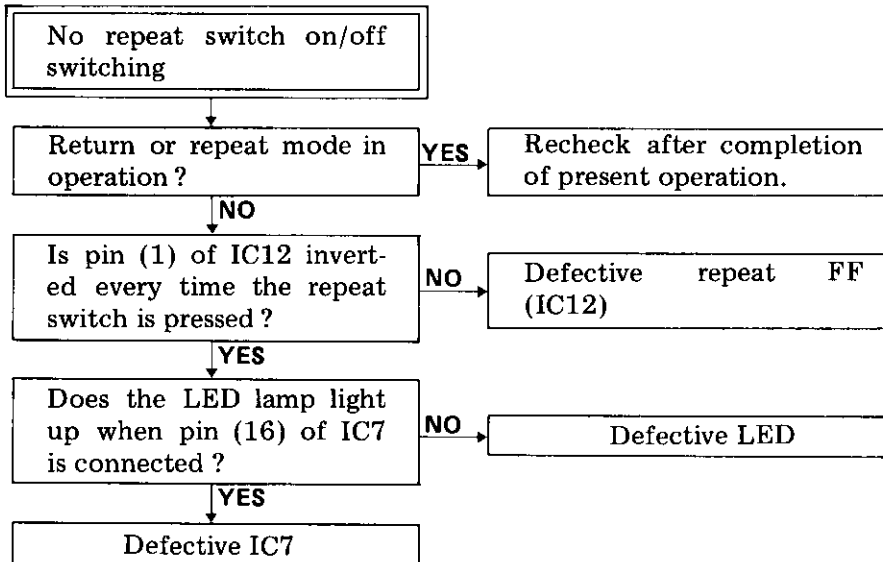 No repeat switch on/off
switching
Return or repeat mode in
operation ?
YES
Recheck after completion
of present operation.
NO
Is pin (1) of IC12 invert-
ed every time the repeat
switch is pressed ?
NO
Defective repeat FF
(IC12)
YES
Does the LED lamp light
up when pin (16) of IC7
is connected ?
NO
Defective LED
YES
Defective IC7